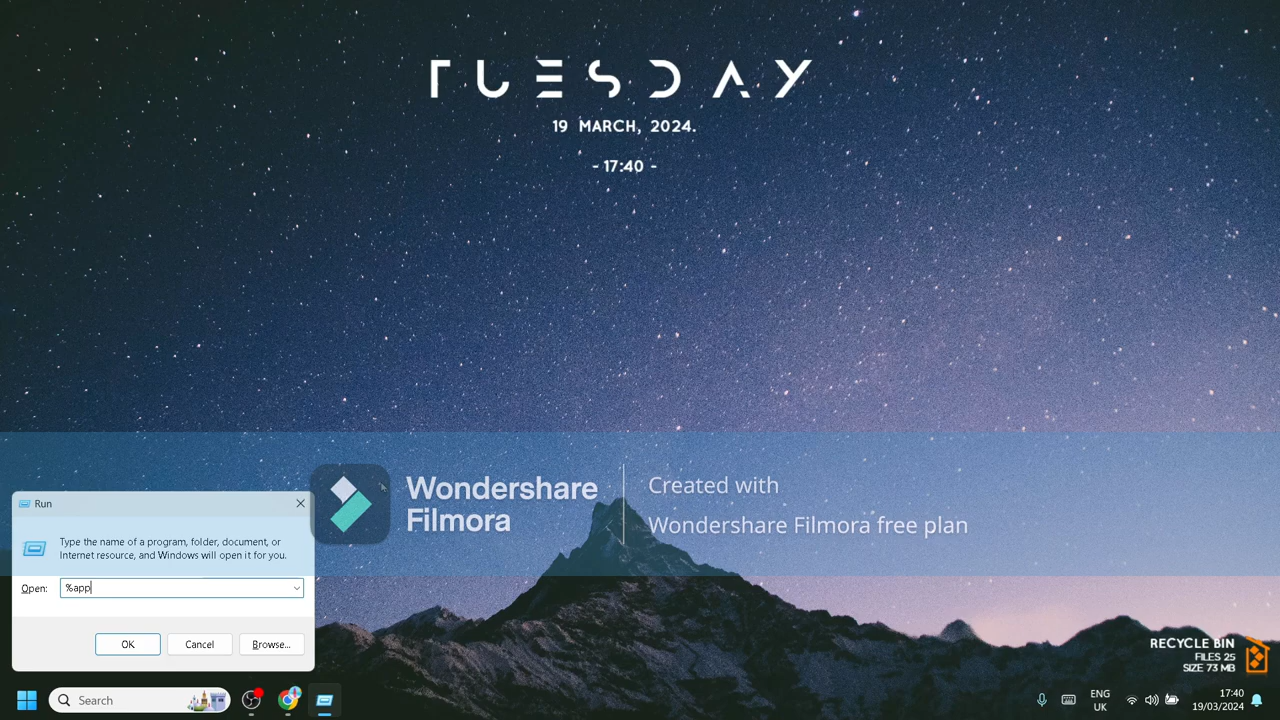 TUESDAY
19 MARCH, 2024.
- 17:40 -
Wondershare
Filmora
Created with
Wondershare Filmora free plan
Run
Type the name of a program, folder, document, or
Internet resource, and Windows will open it for you.
Open:
%app
OK
Cancel
Browse...
RECYCLE BIN
FILES 25
SIZE 73 MB
Search
ENG
UK
17:40
19/03/2024